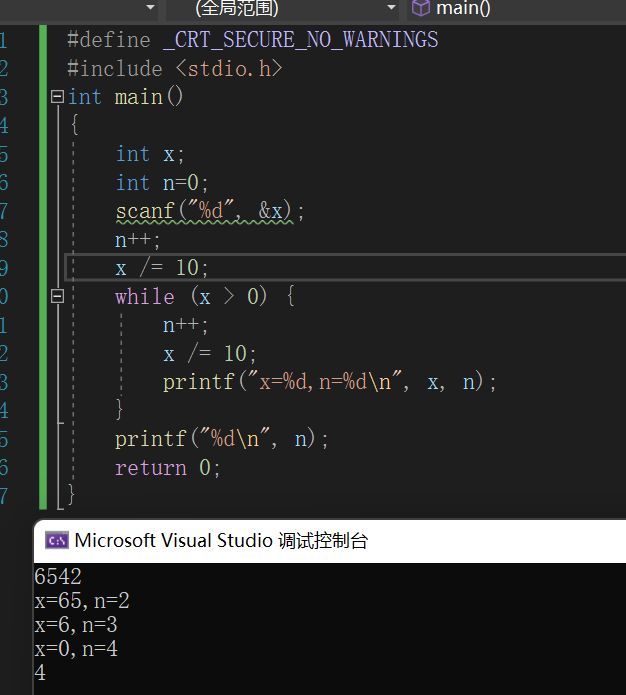 (全局范围) main()
1 #define _CRT_SECURE_NO_WARNINGS
2 #include <stdio.h>
3 int main()
4 {
5 int x;
6 int n=0;
7 scanf("%d", &x);
8 n++;
9 x /= 10;
0 while (x > 0) {
1 n++;
2 x /= 10;
3 printf("x=%d,n=%d\n", x, n);
4 }
5 printf("%d\n", n);
6 return 0;
7 }
C:\ Microsoft Visual Studio 调试控制台
6542
x=65,n=2
x=6,n=3
x=0,n=4
4